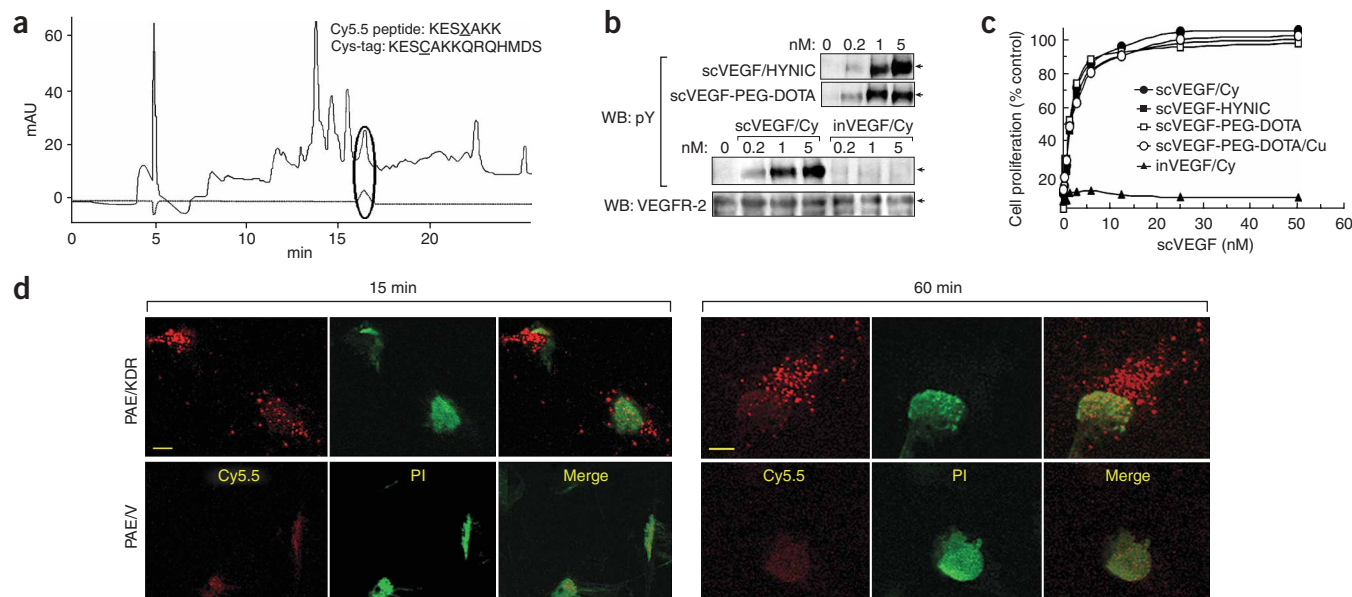 a
Cy5.5 peptide: KESXAKK
Cys-tag: KESCAKKQRQHMDS
60
40
20
0
mAU
0 5 10 15 20
min
b
nM: 0 0.2 1 5
scVEGF/HYNIC
scVEGF-PEG-DOTA
WB: pY
scVEGF/Cy inVEGF/Cy
nM: 0 0.2 1 5 0.2 1 5
WB: VEGFR-2
c
Cell proliferation (% control)
100
80
60
40
20
0 10 20 30 40 50 60
scVEGF (nM)
scVEGF/Cy
scVEGF-HYNIC
scVEGF-PEG-DOTA
scVEGF-PEG-DOTA/Cu
inVEGF/Cy
d
15 min 60 min
PAE/KDR
PAE/V
Cy5.5 PI Merge Cy5.5 PI Merge